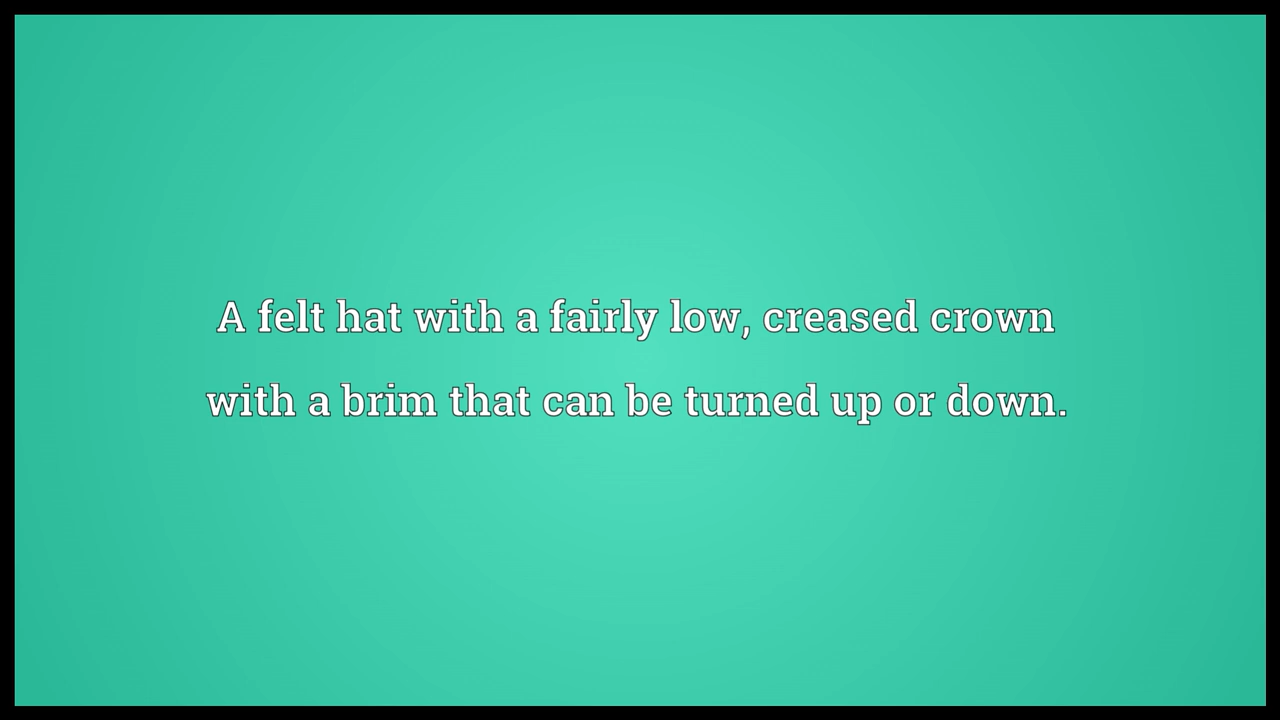 A felt hat with a fairly low, creased crown
with a brim that can be turned up or down.